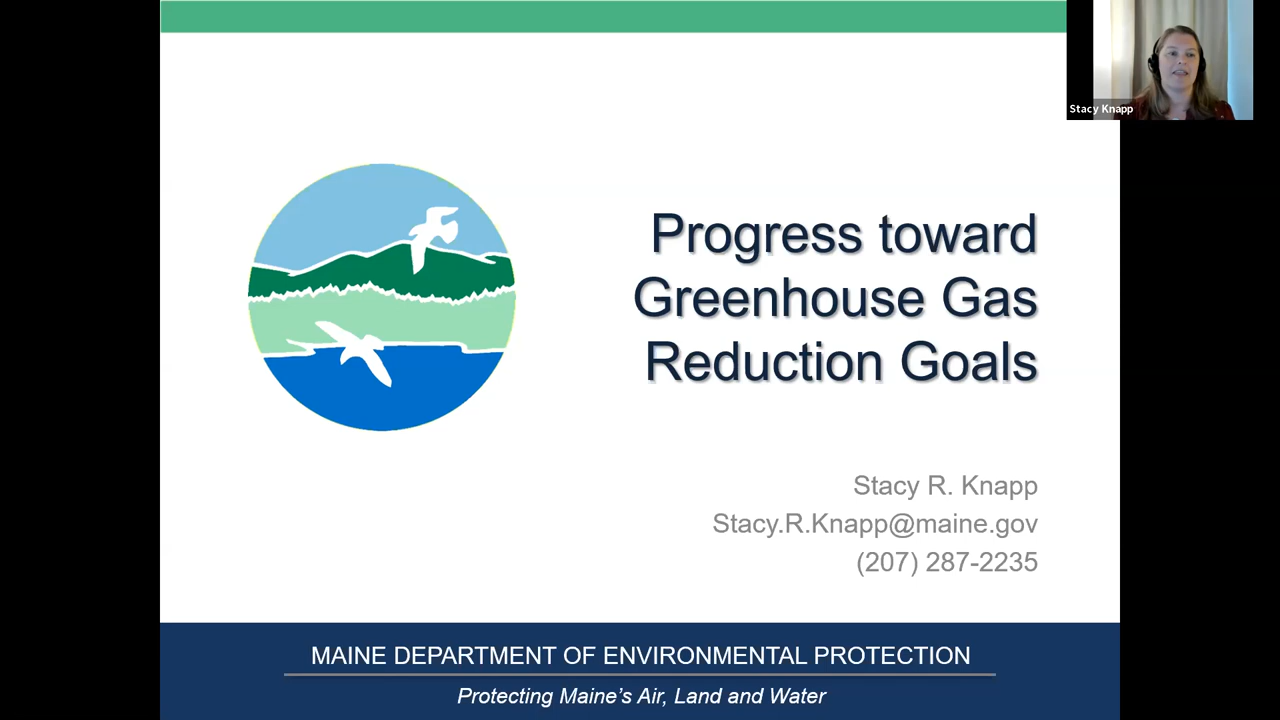 Stacy Knapp
Progress toward
Greenhouse Gas
Reduction Goals
Stacy R. Knapp
Stacy.R.Knapp@maine.gov
(207) 287-2235
MAINE DEPARTMENT OF ENVIRONMENTAL PROTECTION
Protecting Maine's Air, Land and Water